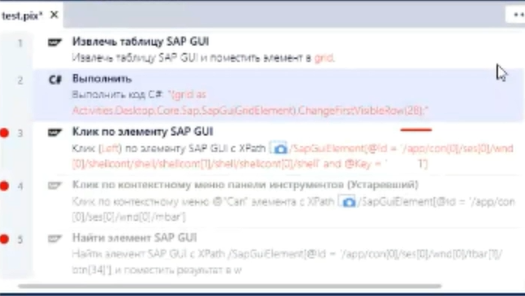 test.pix* ×
1 Извлечь таблицу SAP GUI
Извлечь таблицу SAP GUI и поместить элемент в grid.
2 C# Выполнить
Выполнить код C#: "(grid as
Activities.Desktop.Core.Sap.SapGuiGridElement).ChangeFirstVisibleRow(28);"
3 Клик по элементу SAP GUI
Клик (Left) по элементу SAP GUI с XPath /SapGuiElement[@Id = '/app/con[0]/ses[0]/wnd
[0]/shellcont/shell/shellcont[1]/shell/shellcont[0]/shell' and @Key = ' 1']
4 Клик по контекстному меню панели инструментов (Устаревший)
Клик по контекстному меню @"Can" элемента с XPath /SapGuiElement[@Id = '/app/con
[0]/ses[0]/wnd[0]/mbar']
5 Найти элемент SAP GUI
Найти элемент SAP GUI с XPath /SapGuiElement[@Id = '/app/con[0]/ses[0]/wnd[0]/tbar[1]/
btn[34]'] и поместить результат в w